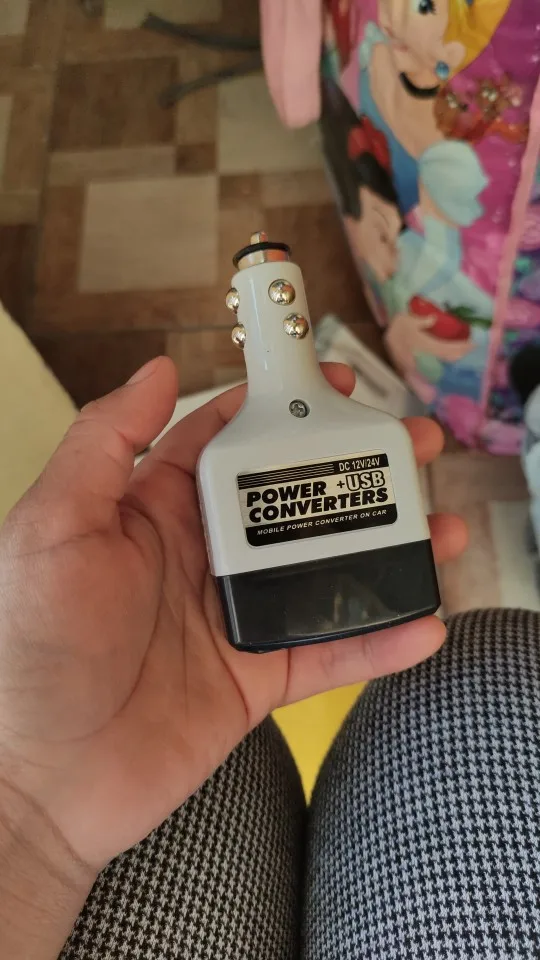 DC 12V/24V
POWER +USB
CONVERTERS
MOBILE POWER CONVERTER ON CAR